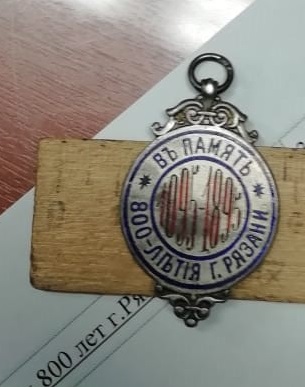 ВЪ ПАМЯТЬ
1095-1895
800-ЛѢТІЯ Г. РЯЗАНИ
800 лет г.Ря